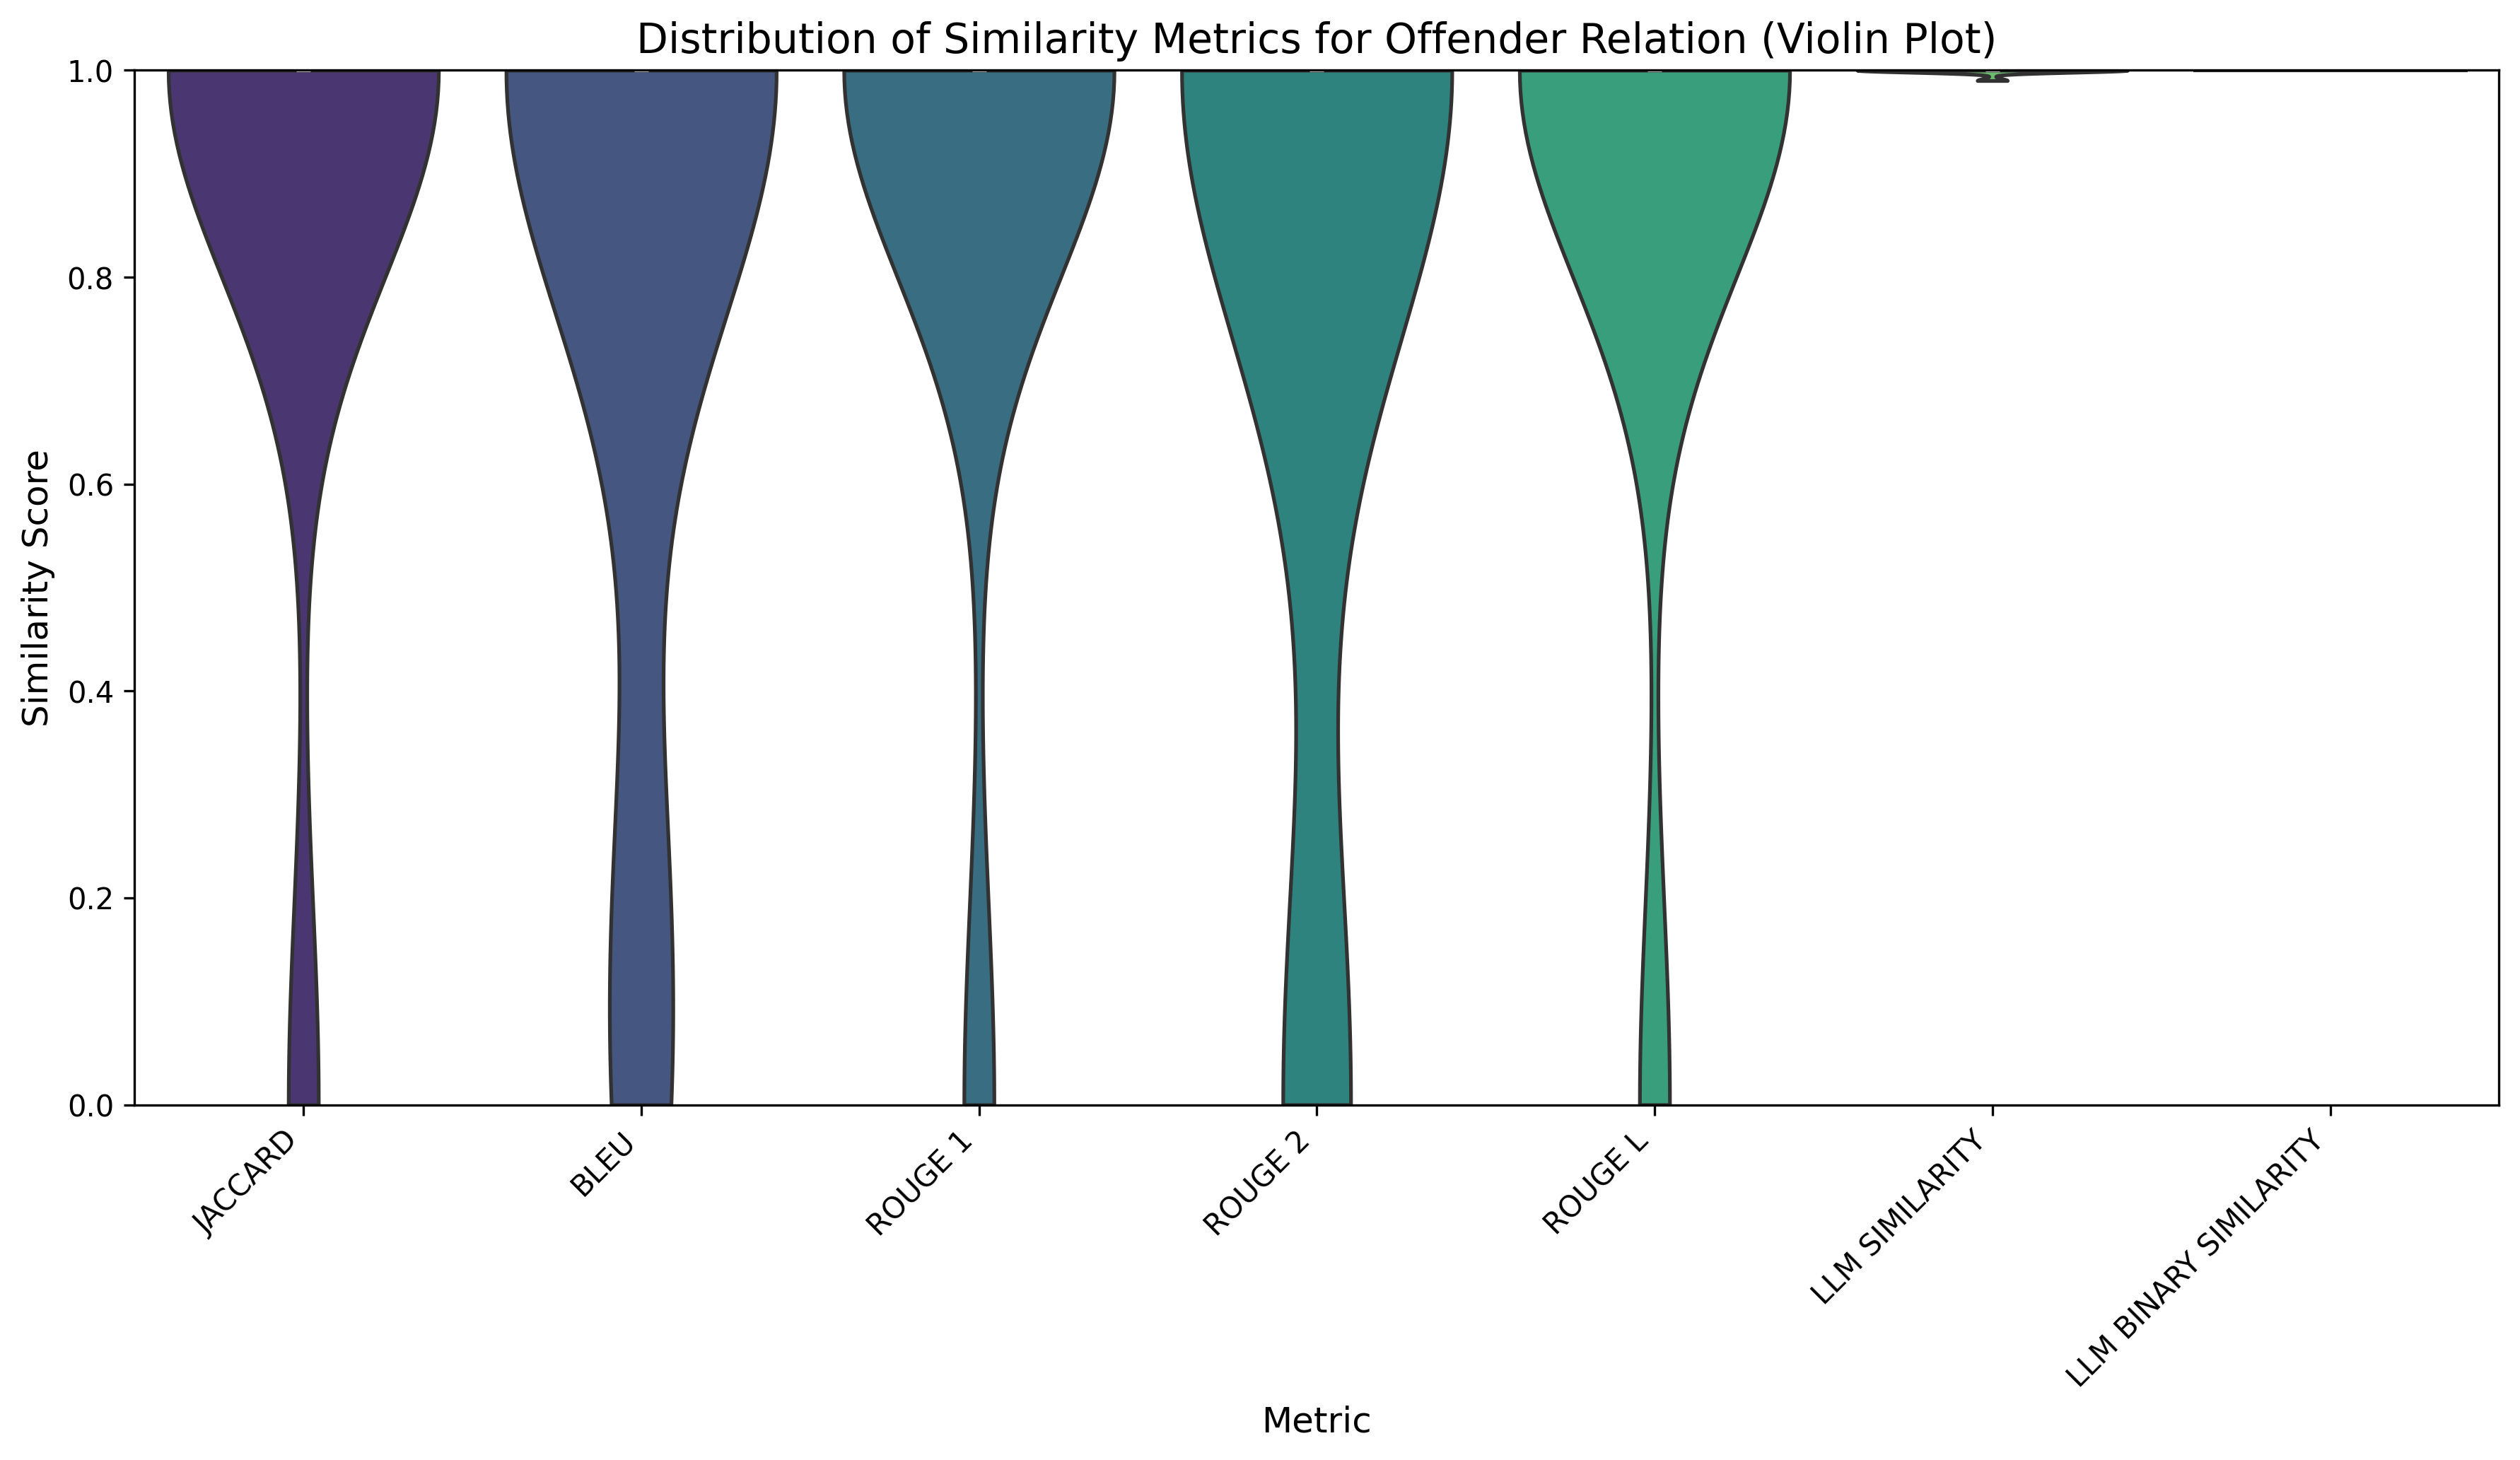 Distribution of Similarity Metrics for Offender Relation (Violin Plot)
1.0
0.8
0.6
0.4
0.2
0.0
Similarity Score
JACCARD
BLEU
ROUGE 1
ROUGE 2
ROUGE L
LLM SIMILARITY
LLM BINARY SIMILARITY
Metric